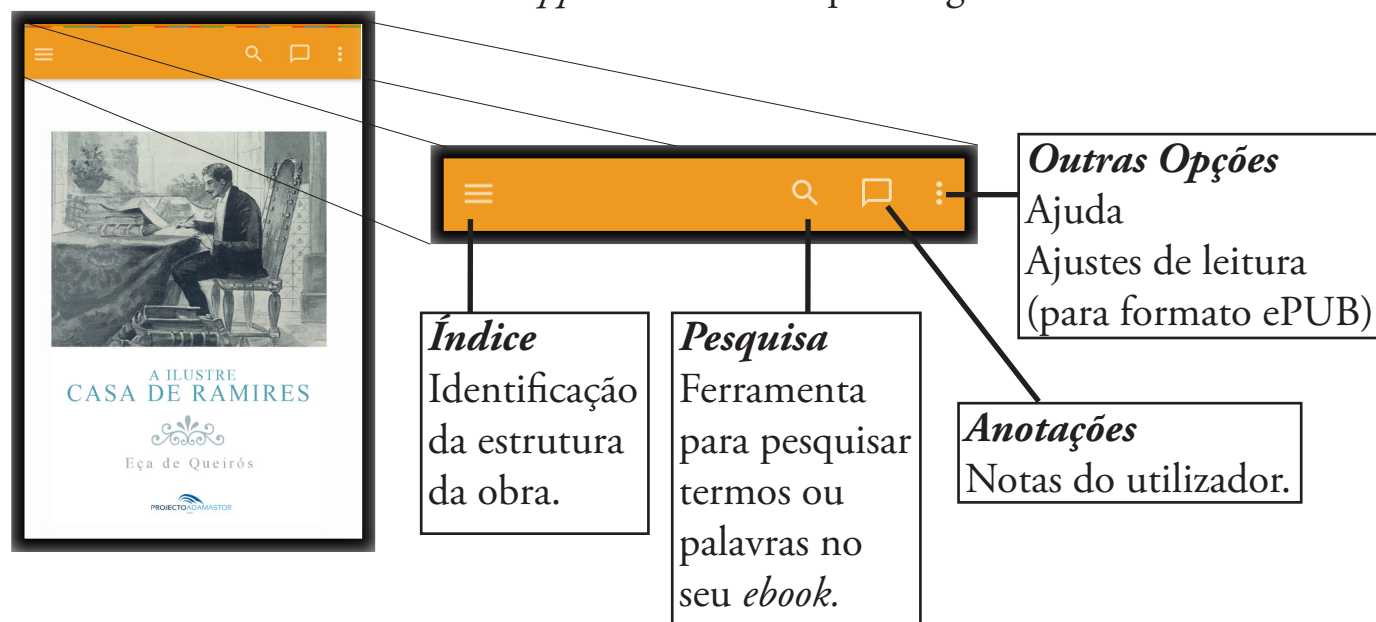 A ILUSTRE
CASA DE RAMIRES
Eça de Queirós
PROJECTOADAMASTOR
Outras Opções
Ajuda
Ajustes de leitura
(para formato ePUB)
Índice
Identificação
da estrutura
da obra.
Pesquisa
Ferramenta
para pesquisar
termos ou
palavras no
seu ebook.
Anotações
Notas do utilizador.